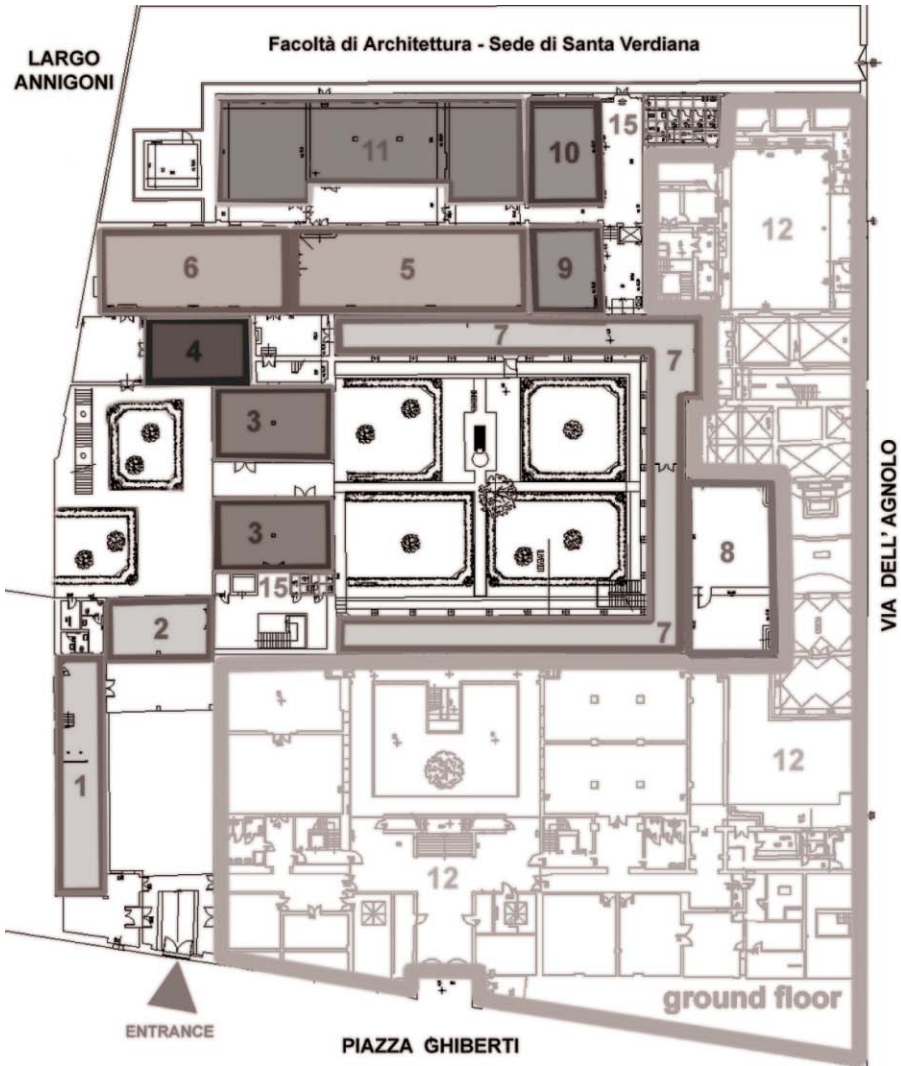 Facoltà di Architettura - Sede di Santa Verdiana
LARGO
ANNIGONI
11
10
15
12
6
5
9
4
7
7
3
3
8
15
2
7
VIA DELL' AGNOLO
1
12
12
ground floor
ENTRANCE
PIAZZA GHIBERTI